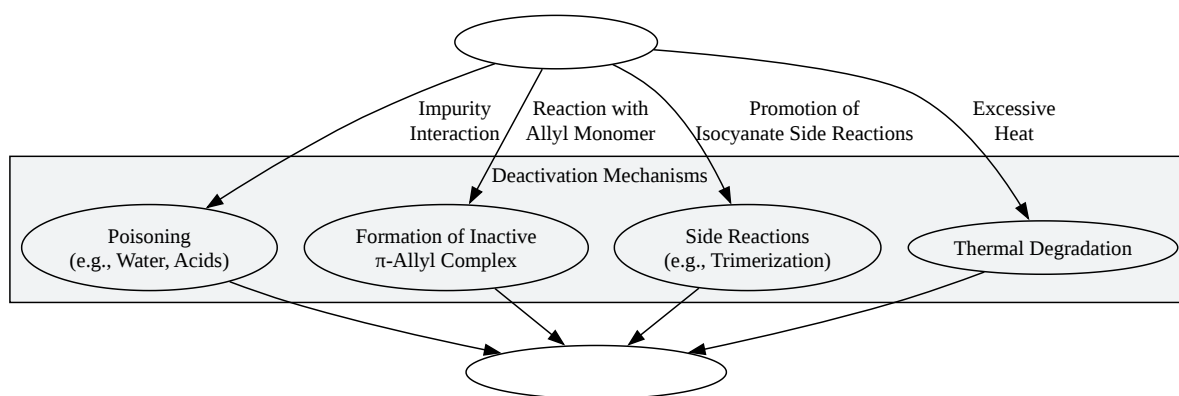 Impurity
Interaction
Reaction with
Allyl Monomer
Promotion of
Isocyanate Side Reactions
Excessive
Heat
Deactivation Mechanisms
Poisoning
(e.g., Water, Acids)
Formation of Inactive
π-Allyl Complex
Side Reactions
(e.g., Trimerization)
Thermal Degradation